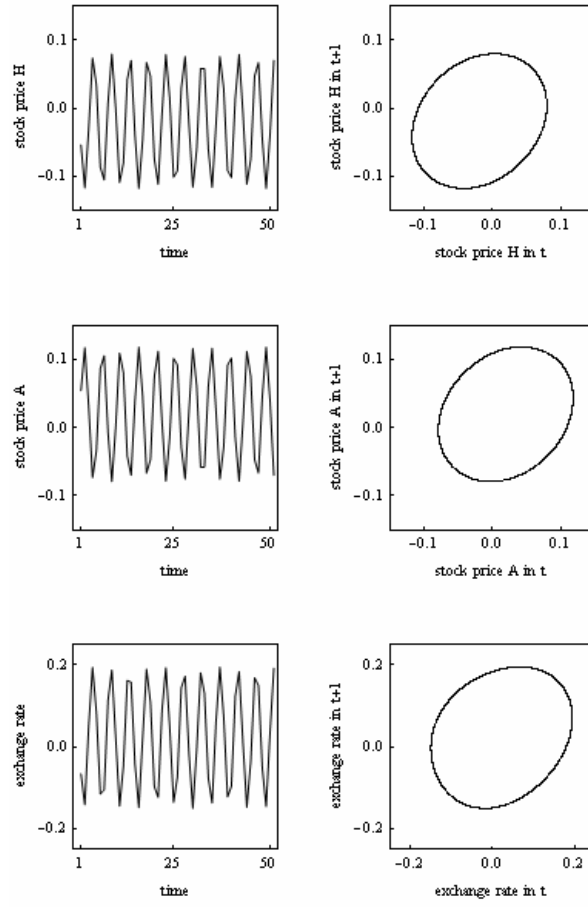 stock price H
0.1
0.0
−0.1
1 25 50
time
stock price H in t+1
0.1
0.0
−0.1
−0.1 0.0 0.1
stock price H in t
stock price A
0.1
0.0
−0.1
1 25 50
time
stock price A in t+1
0.1
0.0
−0.1
−0.1 0.0 0.1
stock price A in t
exchange rate
0.2
0.0
−0.2
1 25 50
time
exchange rate in t+1
0.2
0.0
−0.2
−0.2 0.0 0.2
exchange rate in t